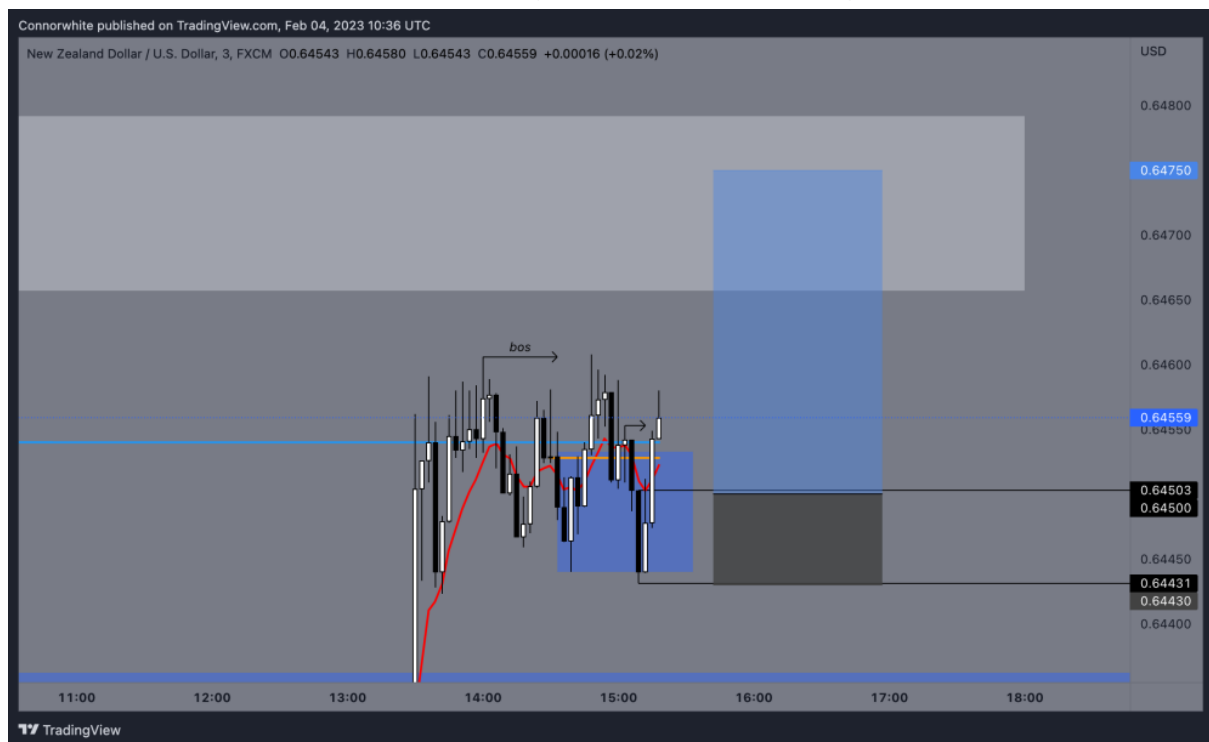 Connorwhite published on TradingView.com, Feb 04, 2023 10:36 UTC
New Zealand Dollar / U.S. Dollar, 3, FXCM O0.64543 H0.64580 L0.64543 C0.64559 +0.00016 (+0.02%)
USD
0.64800
0.64750
0.64700
0.64650
bos
0.64600
0.64559
0.64550
0.64503
0.64500
0.64450
0.64431
0.64430
0.64400
11:00 12:00 13:00 14:00 15:00 16:00 17:00 18:00
TradingView